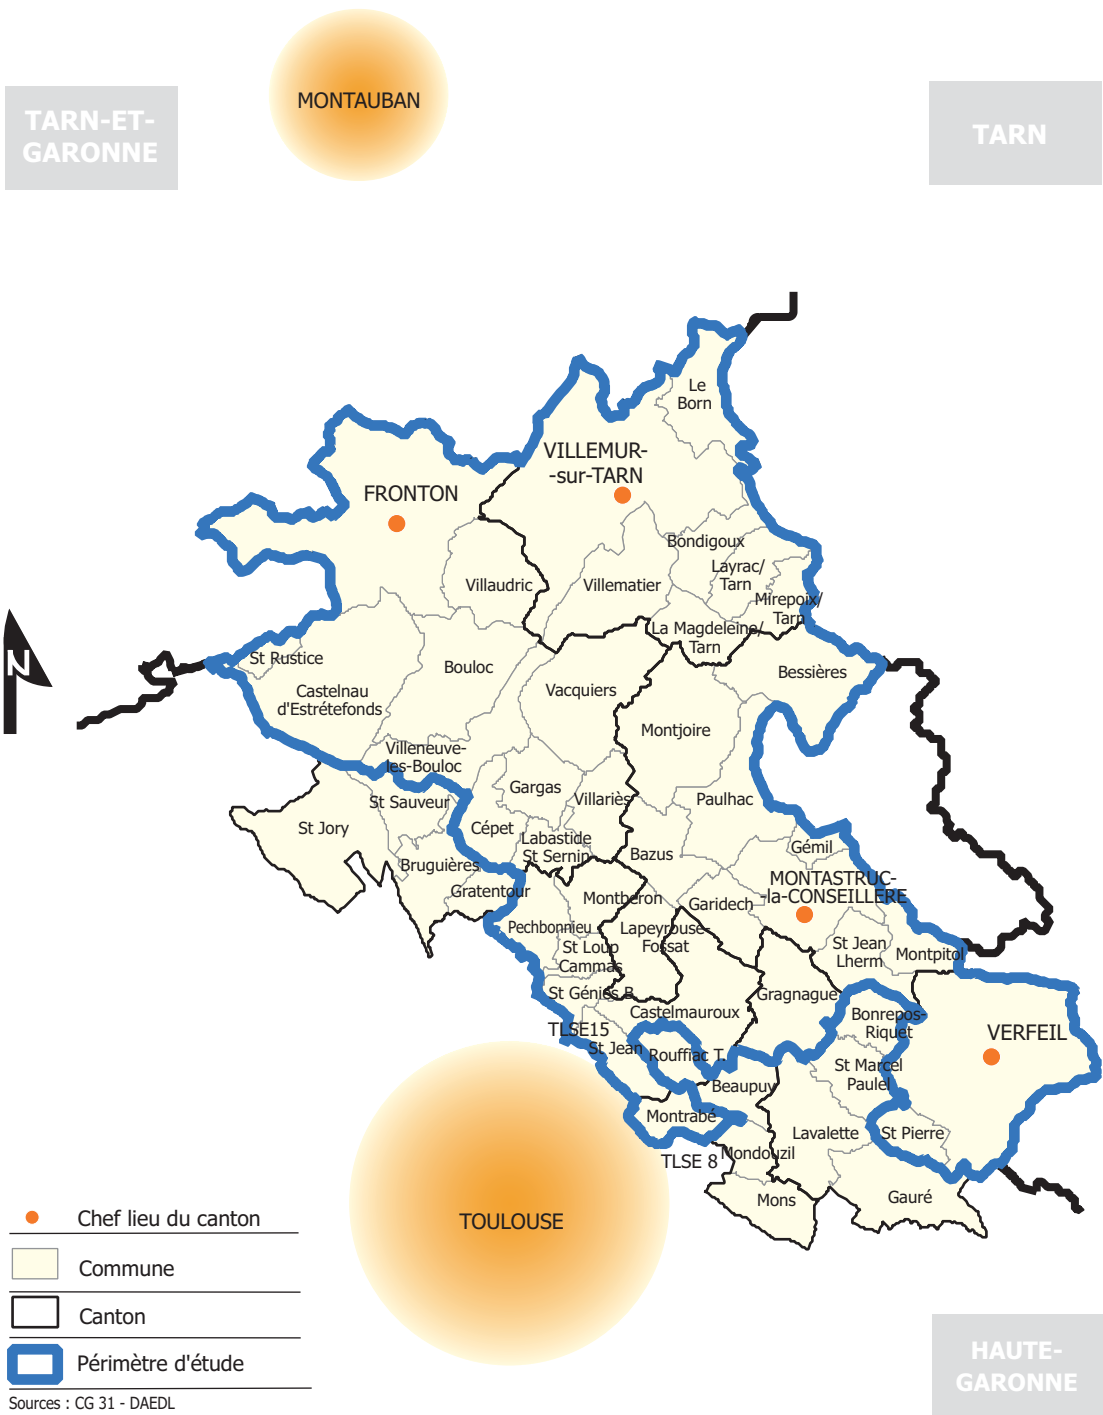 MONTAUBAN
TARN-ET-
GARONNE
TARN
Le
Born
VILLEMUR-
-sur-TARN
FRONTON
Bondigoux
Layrac/
Tarn
Villaudric
Villematier
Mirepoix/
Tarn
La Magdeleine/
Tarn
N
St Rustice
Bouloc
Bessières
Castelnau
d'Estrétefonds
Vacquiers
Montjoire
Villeneuve-
les-Bouloc
Gargas
Villariès
Paulhac
St Sauveur
St Jory
Cépet
Labastide
St Sernin
Bazus
Gémil
Bruguières
MONTASTRUC-
-la-CONSEILLERE
Gratentour
Montberon
Garidech
Pechbonnieu
Lapeyrouse-
Fossat
St Loup
Cammas
St Jean
Lherm
Montpitol
St Géniés B.
Gragnague
Castelmauroux
Bonrepos-
Riquet
TLSE15
St Jean
Rouffiac T.
VERFEIL
St Marcel
Paulel
Beaupuy
Montrabé
Lavalette
St Pierre
TLSE 8
Mondouzil
Mons
Gauré
TOULOUSE
Chef lieu du canton
Commune
Canton
Périmètre d'étude
Sources : CG 31 - DAEDL
HAUTE-
GARONNE